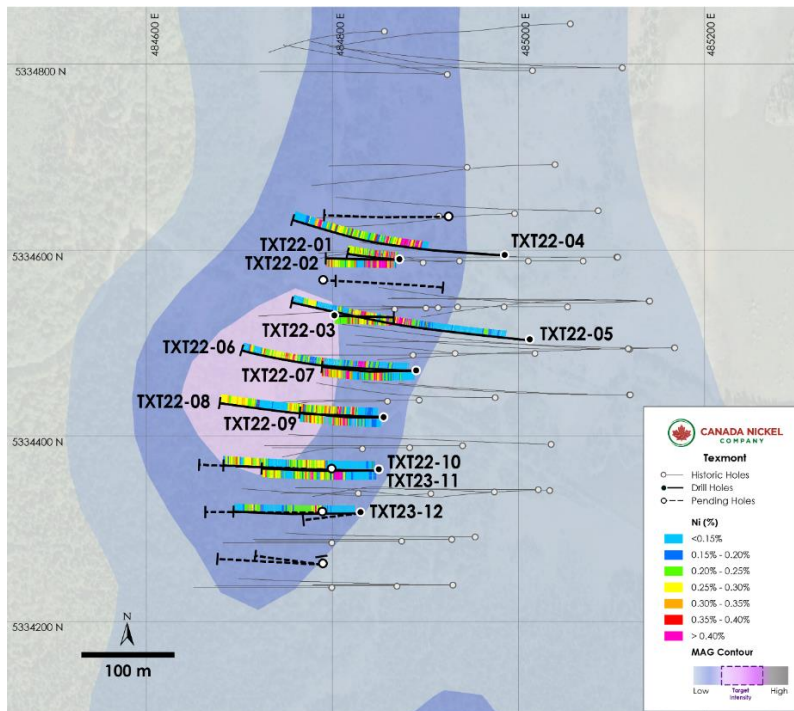 484600 E
484800 E
485000 E
485200 E
5334800 N
5334600 N
TXT22-01
TXT22-02
TXT22-04
TXT22-03
TXT22-05
TXT22-06
TXT22-07
TXT22-08
TXT22-09
5334400 N
TXT22-10
TXT23-11
TXT23-12
5334200 N
N
100 m
CANADA NICKEL
COMPANY
Texmont
Historic Holes
Drill Holes
Pending Holes
Ni (%)
<0.15%
0.15% - 0.20%
0.20% - 0.25%
0.25% - 0.30%
0.30% - 0.35%
0.35% - 0.40%
> 0.40%
MAG Contour
Low
Target
Intensity
High